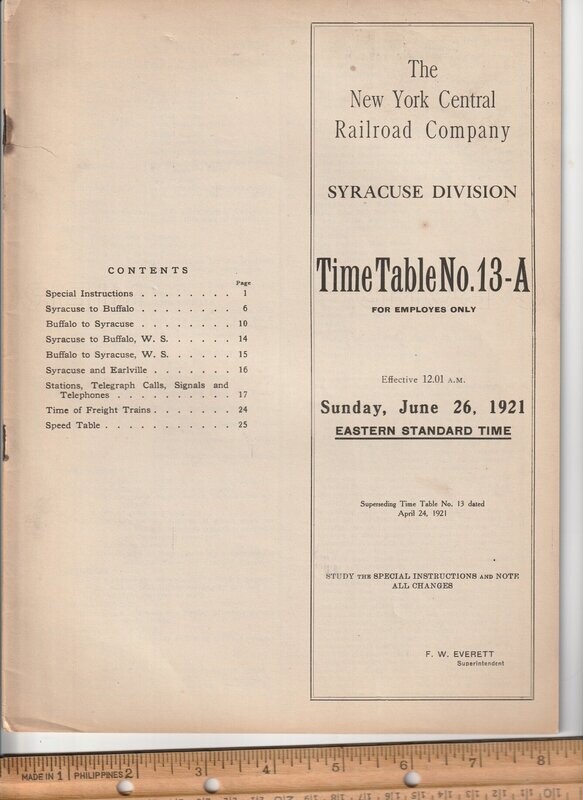 The
New York Central
Railroad Company
SYRACUSE DIVISION
Time Table No. 13-A
FOR EMPLOYES ONLY
Effective 12.01 A.M.
Sunday, June 26, 1921
EASTERN STANDARD TIME
Superseding Time Table No. 13 dated
April 24, 1921
STUDY THE SPECIAL INSTRUCTIONS AND NOTE
ALL CHANGES
F. W. EVERETT
Superintendent
CONTENTS
Page
Special Instructions . . . . . . . . 1
Syracuse to Buffalo . . . . . . . . 6
Buffalo to Syracuse . . . . . . . . 10
Syracuse to Buffalo, W. S. . . . . . 14
Buffalo to Syracuse, W. S. . . . . . 15
Syracuse and Earlville . . . . . . . 16
Stations, Telegraph Calls, Signals and
Telephones . . . . . . . . . . . 17
Time of Freight Trains . . . . . . . 24
Speed Table . . . . . . . . . . . . 25
MADE IN 1 PHILIPPINES 2 3 4 5 6 7 8